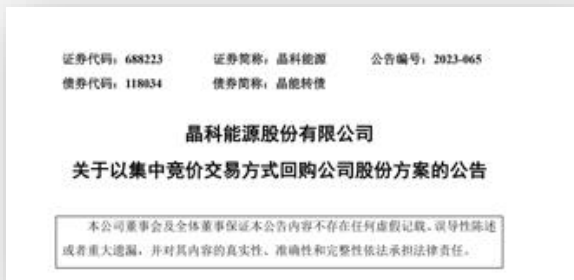 证券代码：688223 证券简称：晶科能源 公告编号：2023-065
债券代码：118034 债券简称：晶能转债
晶科能源股份有限公司
关于以集中竞价交易方式回购公司股份方案的公告
本公司董事会及全体董事保证本公告内容不存在任何虚假记载、误导性陈述
或者重大遗漏，并对其内容的真实性、准确性和完整性依法承担法律责任。